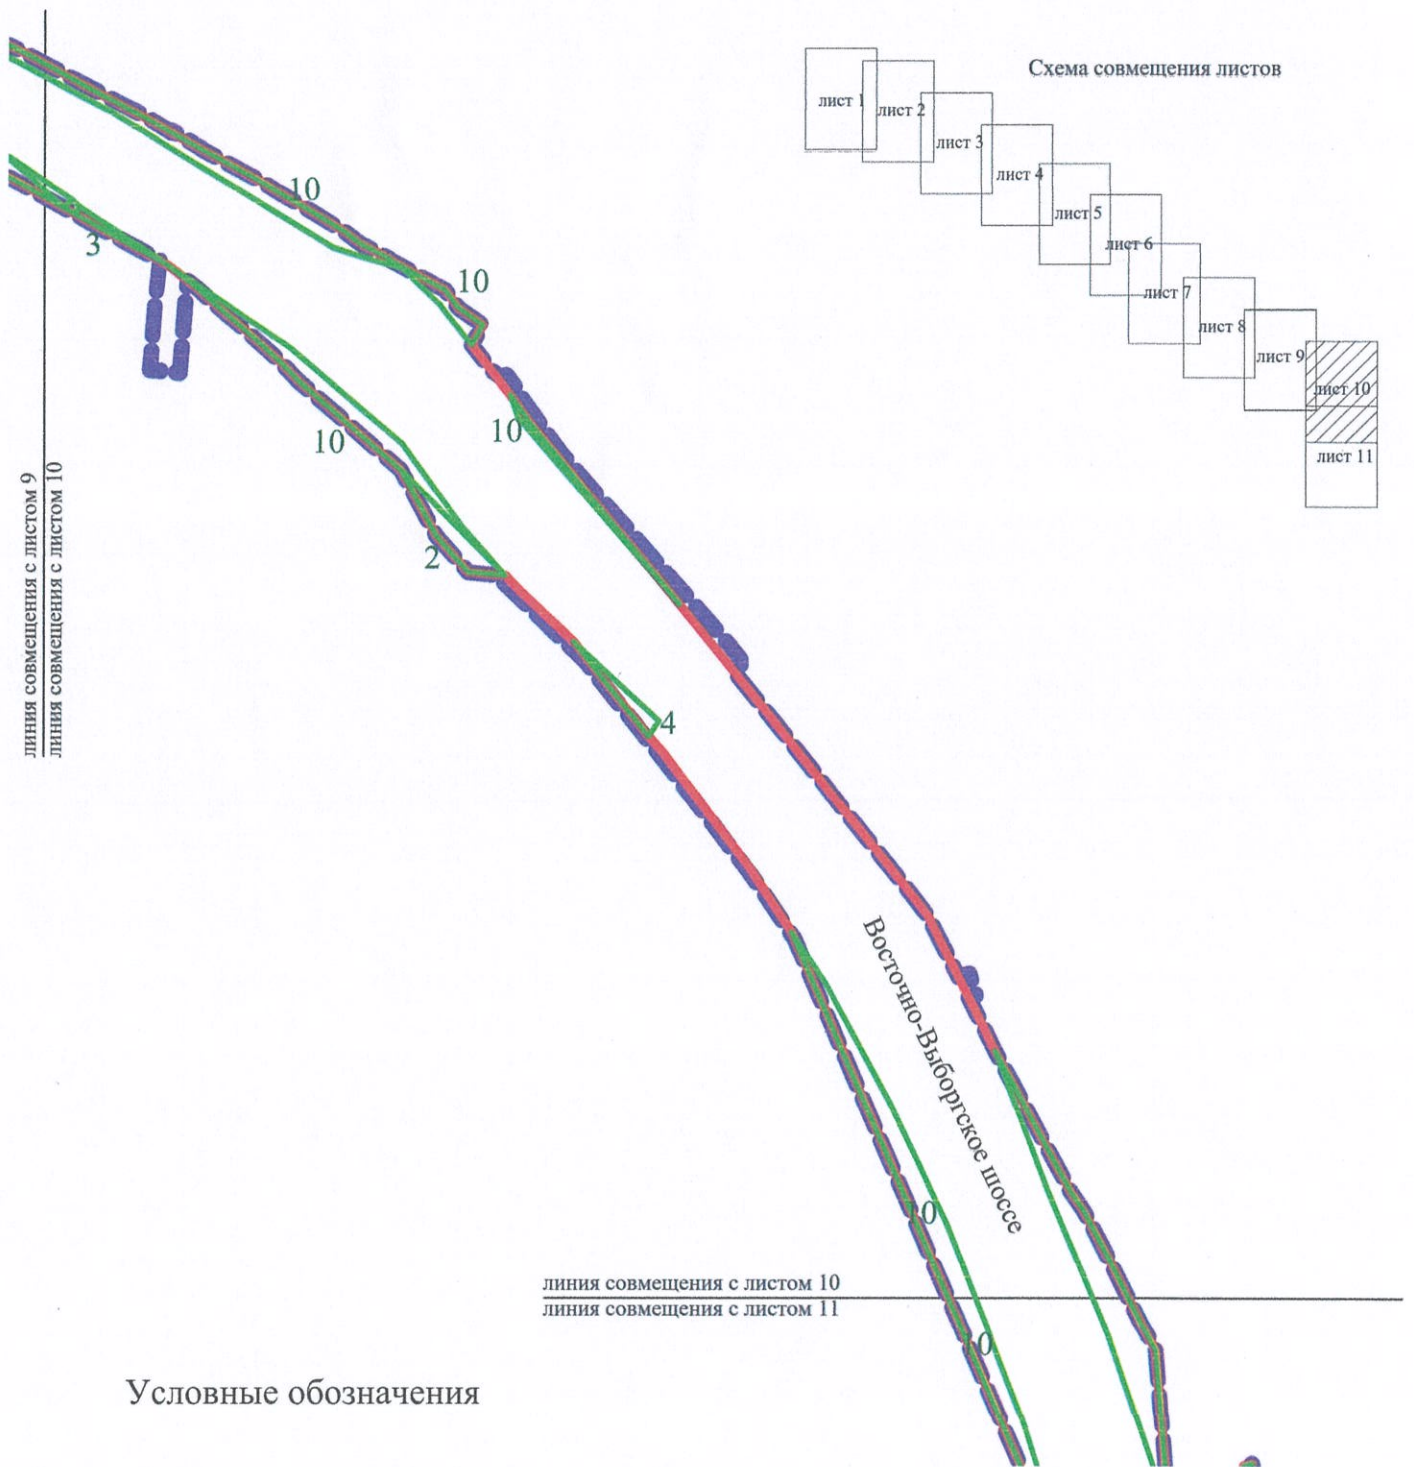 Схема совмещения листов
лист 1
лист 2
лист 3
лист 4
лист 5
лист 6
лист 7
лист 8
лист 9
лист 10
лист 11
10
3
10
10
10
2
4
линия совмещения с листом 9
линия совмещения с листом 10
Восточно-Выборгское шоссе
10
линия совмещения с листом 10
линия совмещения с листом 11
10
Условные обозначения